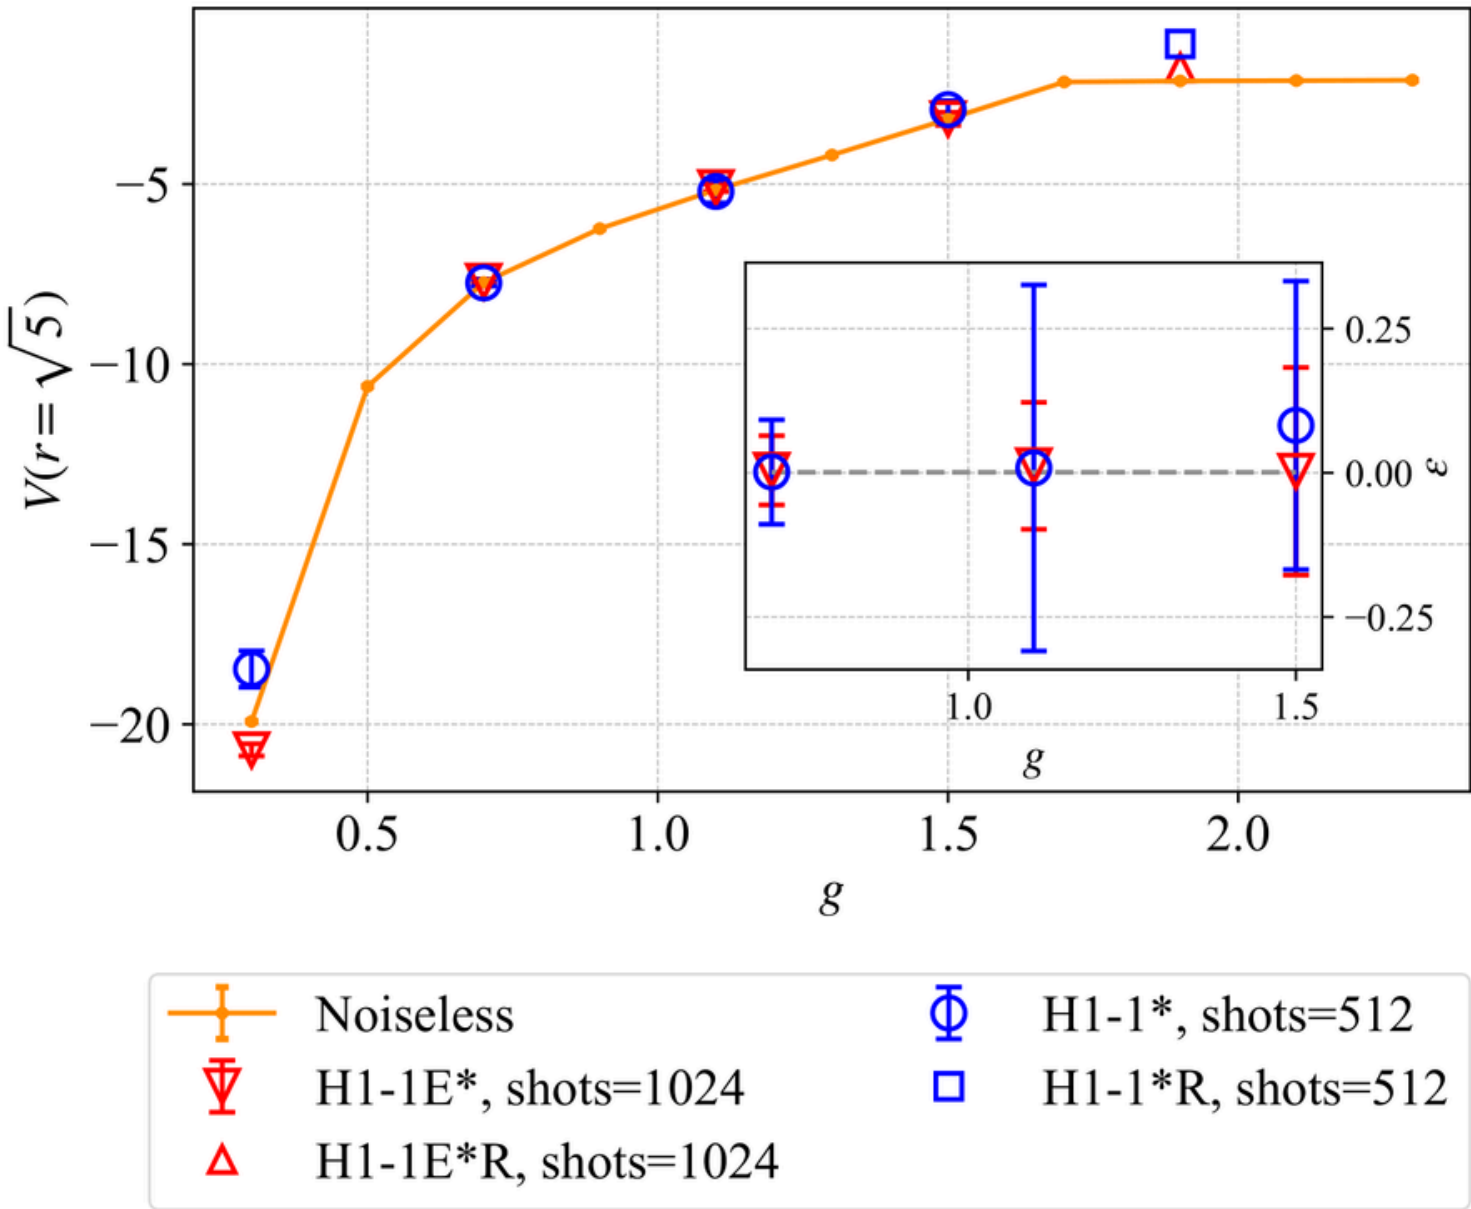 V(r=√5)
−5
−10
−15
−20
0.5 1.0 1.5 2.0
g
0.25
0.00
−0.25
ε
1.0 1.5
g
Noiseless
H1-1E*, shots=1024
H1-1E*R, shots=1024
H1-1*, shots=512
H1-1*R, shots=512